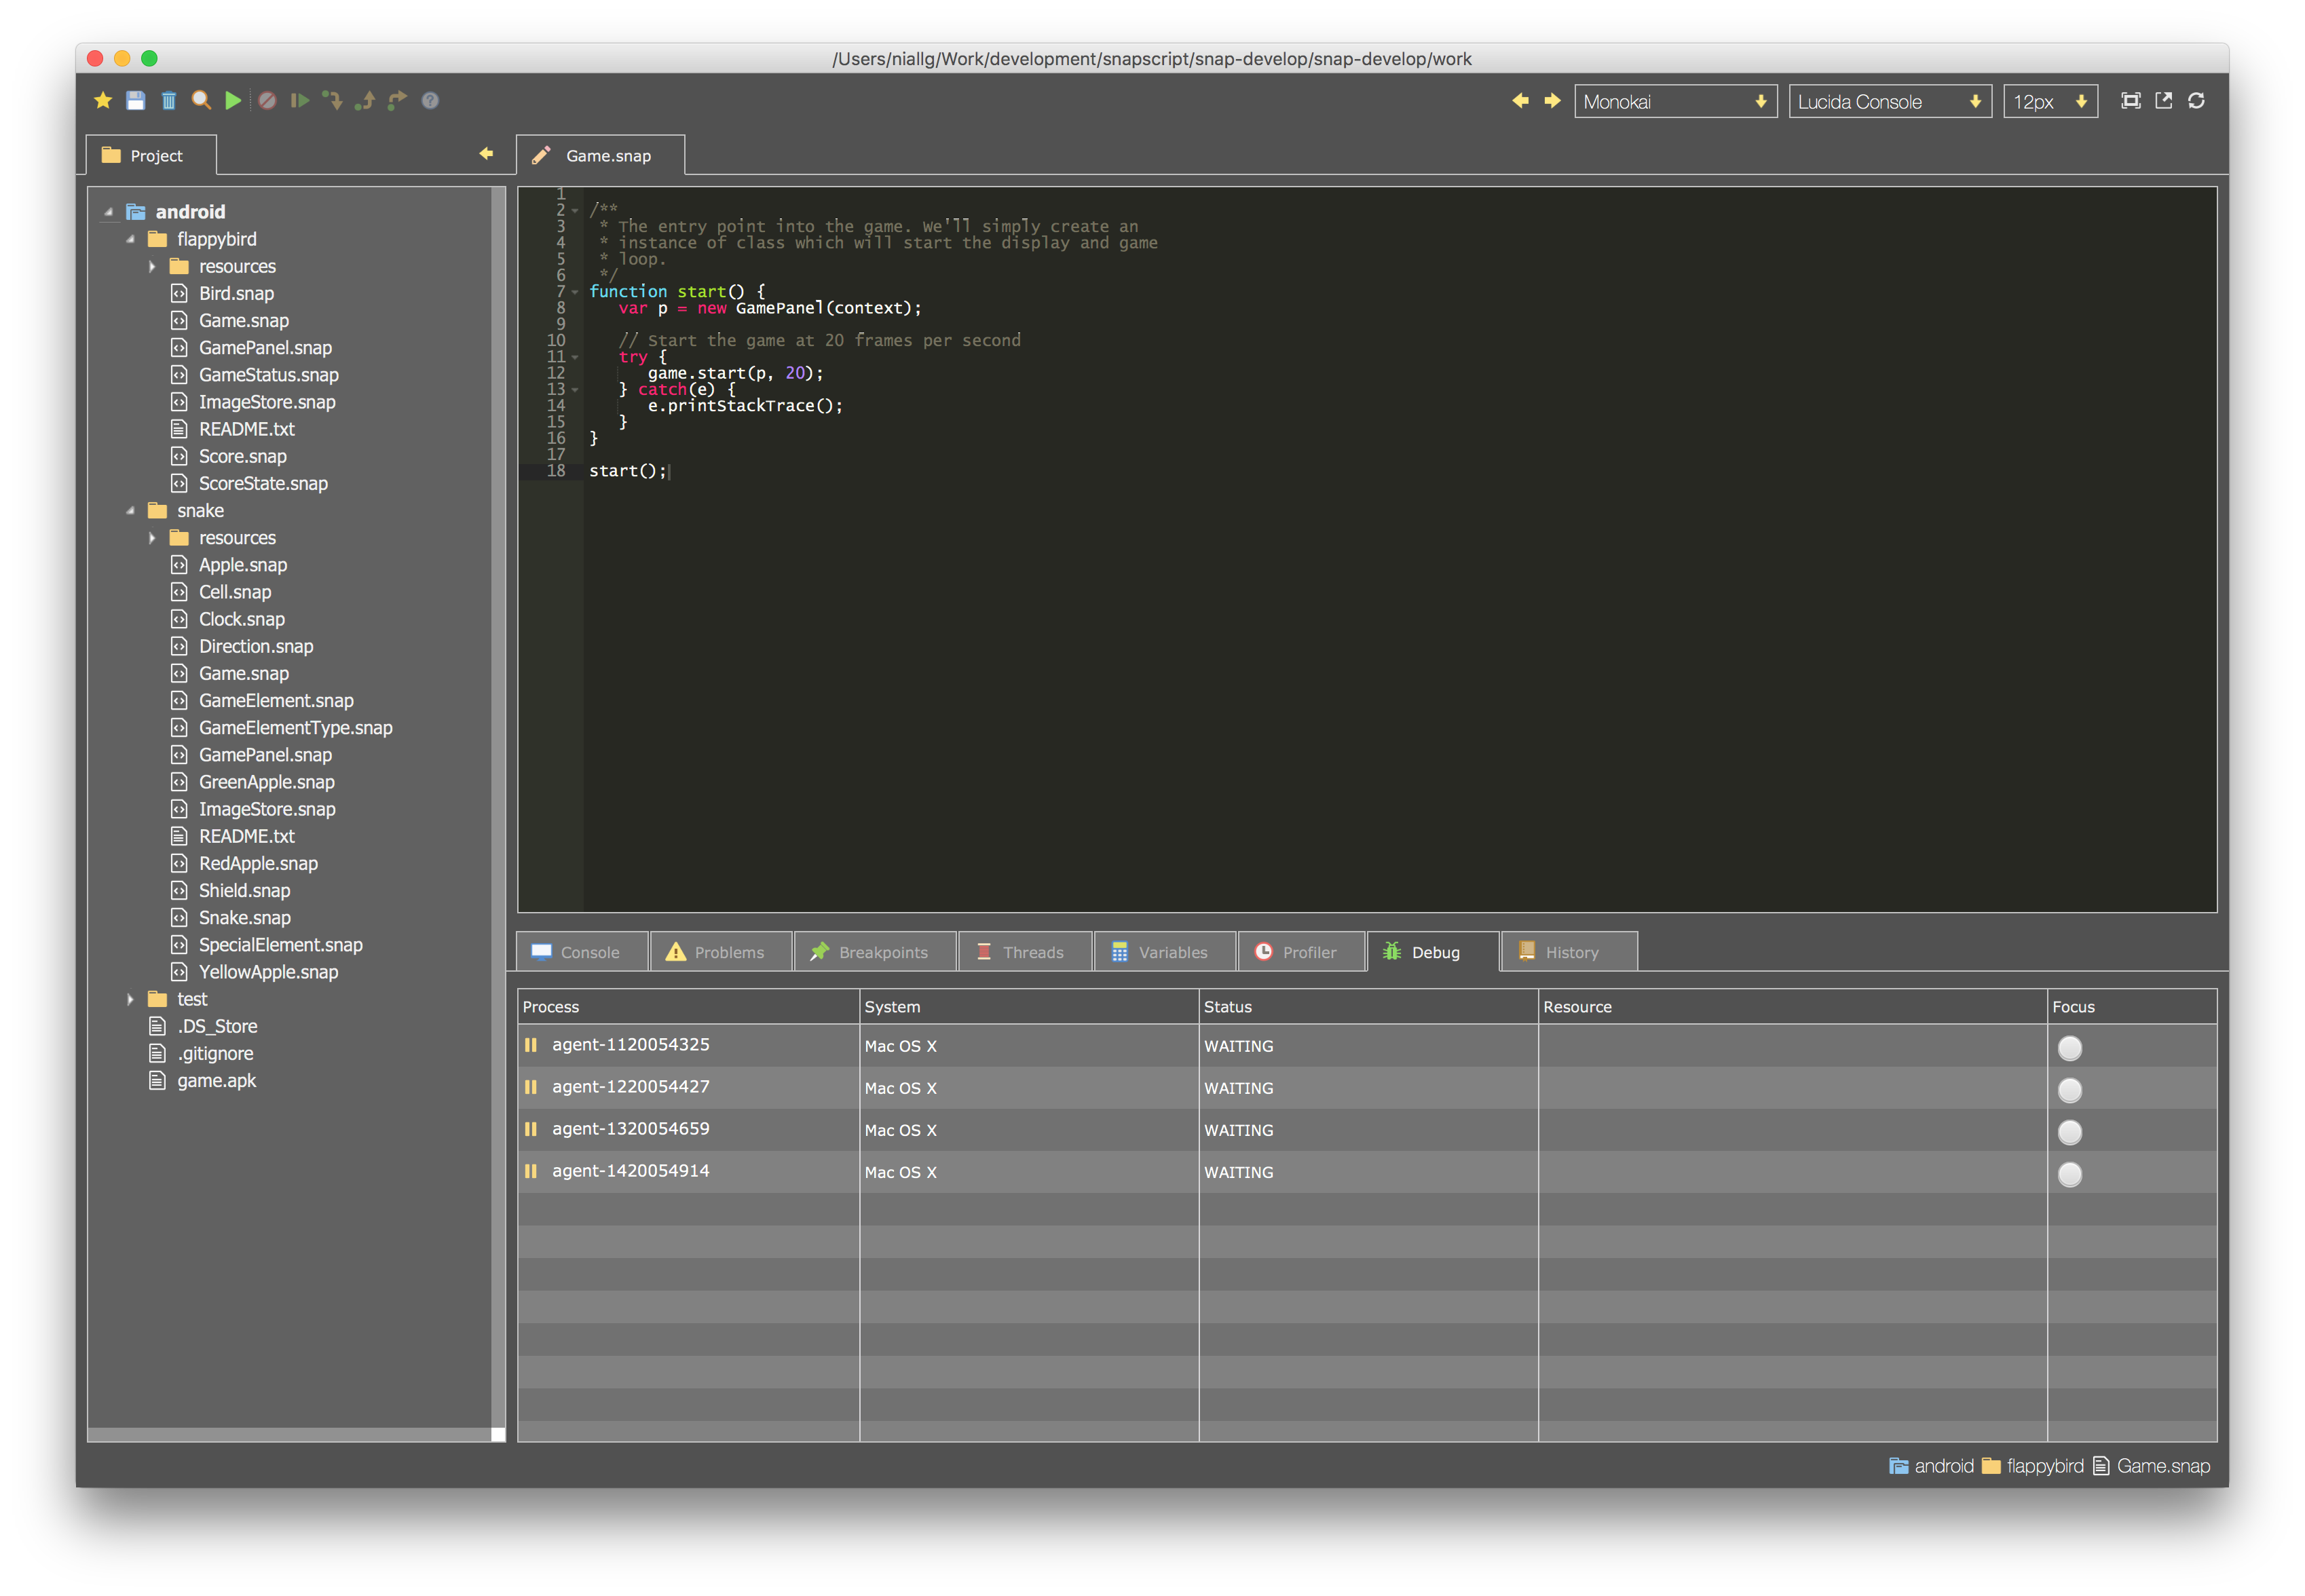 /Users/niallg/Work/development/snapscript/snap-develop/snap-develop/work
Monokai
Lucida Console
12px
Project
Game.snap
android
flappybird
resources
Bird.snap
Game.snap
GamePanel.snap
GameStatus.snap
ImageStore.snap
README.txt
Score.snap
ScoreState.snap
snake
resources
Apple.snap
Cell.snap
Clock.snap
Direction.snap
Game.snap
GameElement.snap
GameElementType.snap
GamePanel.snap
GreenApple.snap
ImageStore.snap
README.txt
RedApple.snap
Shield.snap
Snake.snap
SpecialElement.snap
YellowApple.snap
test
.DS_Store
.gitignore
game.apk
1
2 /**
3 * The entry point into the game. We'll simply create an
4 * instance of class which will start the display and game
5 * loop.
6 */
7 function start() {
8 var p = new GamePanel(context);
9
10 // Start the game at 20 frames per second
11 try {
12 game.start(p, 20);
13 } catch(e) {
14 e.printStackTrace();
15 }
16 }
17
18 start();
Console Problems Breakpoints Threads Variables Profiler Debug History
Process System Status Resource Focus
agent-1120054325 Mac OS X WAITING
agent-1220054427 Mac OS X WAITING
agent-1320054659 Mac OS X WAITING
agent-1420054914 Mac OS X WAITING
android flappybird Game.snap